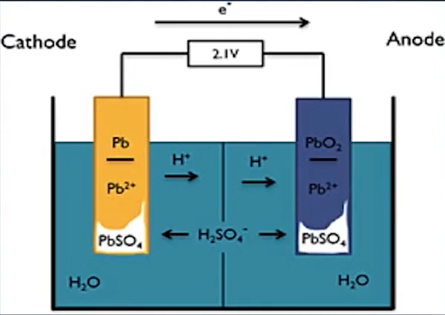 e⁻
Cathode
Anode
2.1V
Pb
PbO₂
H⁺
H⁺
Pb²⁺
Pb²⁺
H₂SO₄⁻
PbSO₄
PbSO₄
H₂O
H₂O